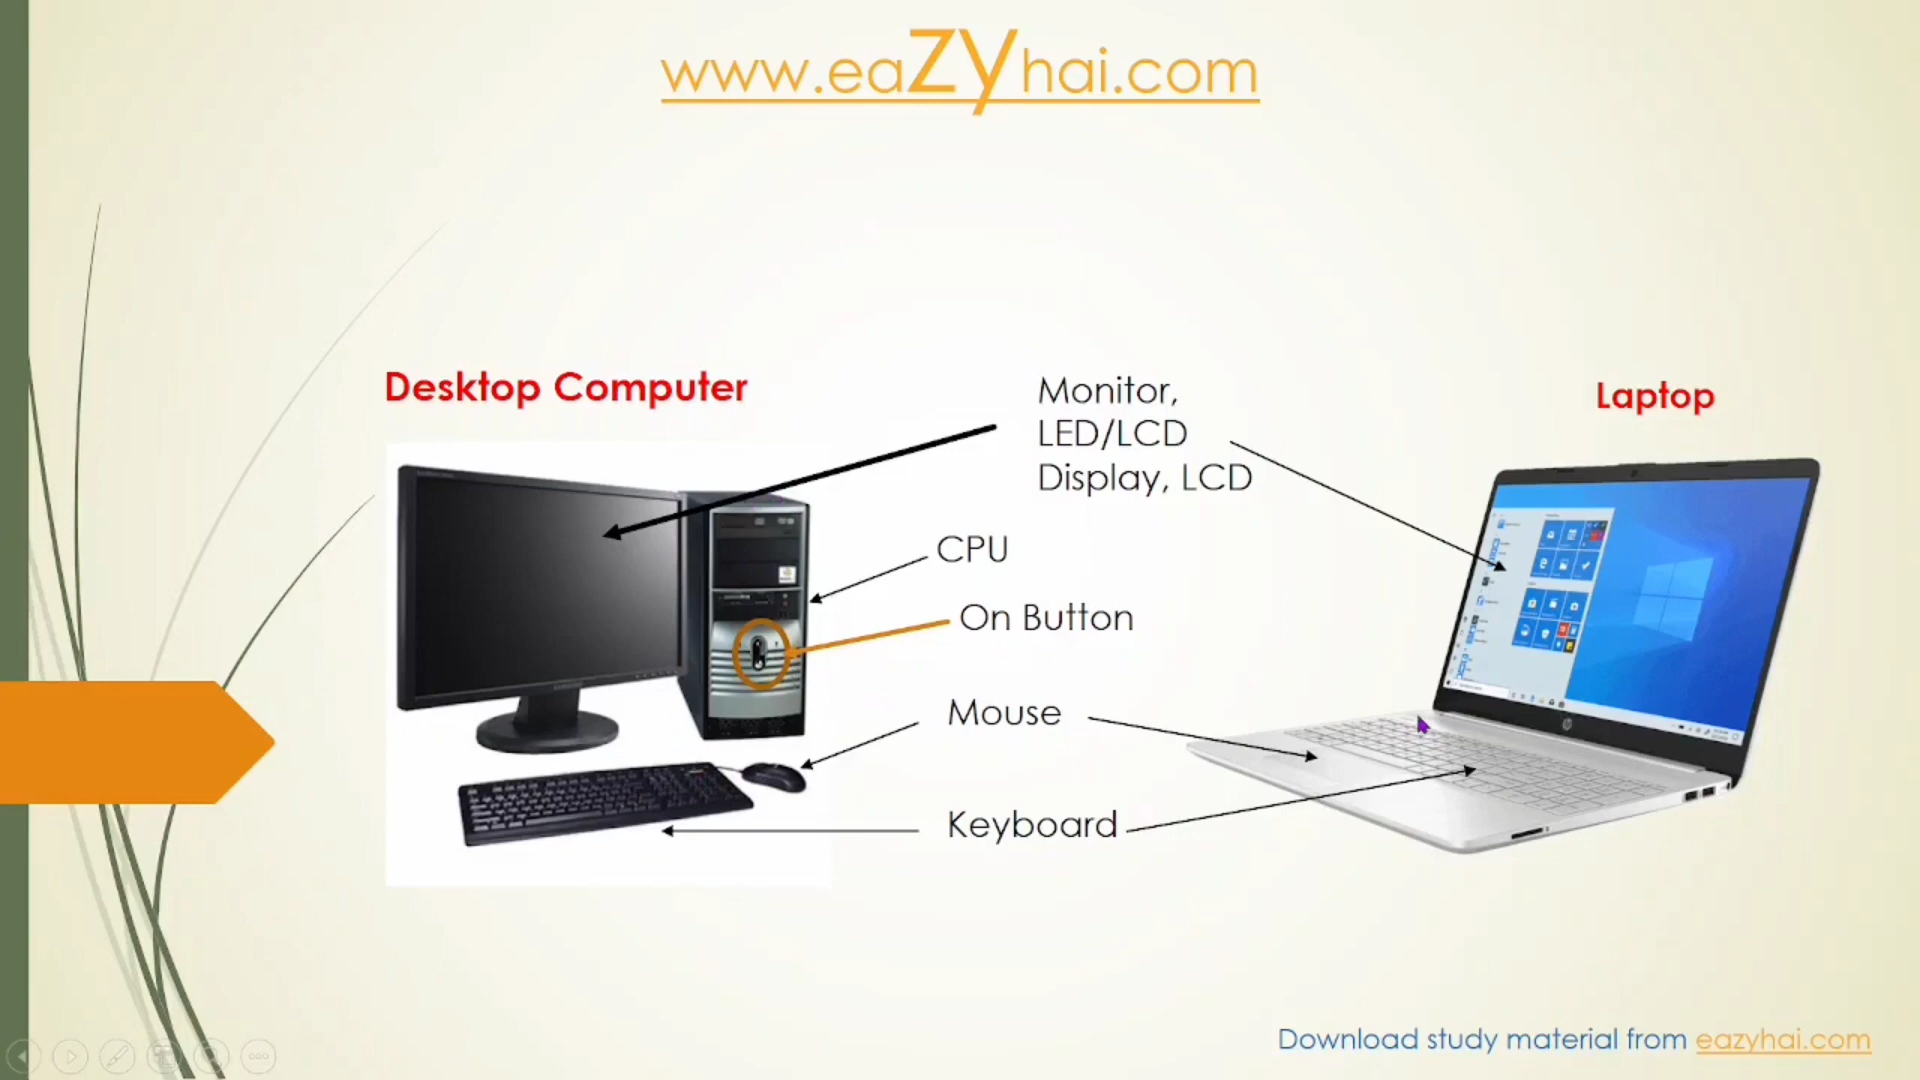 www.eaZYhai.com
Desktop Computer
Monitor,
LED/LCD
Display, LCD
Laptop
CPU
On Button
Mouse
Keyboard
Download study material from eazyhai.com